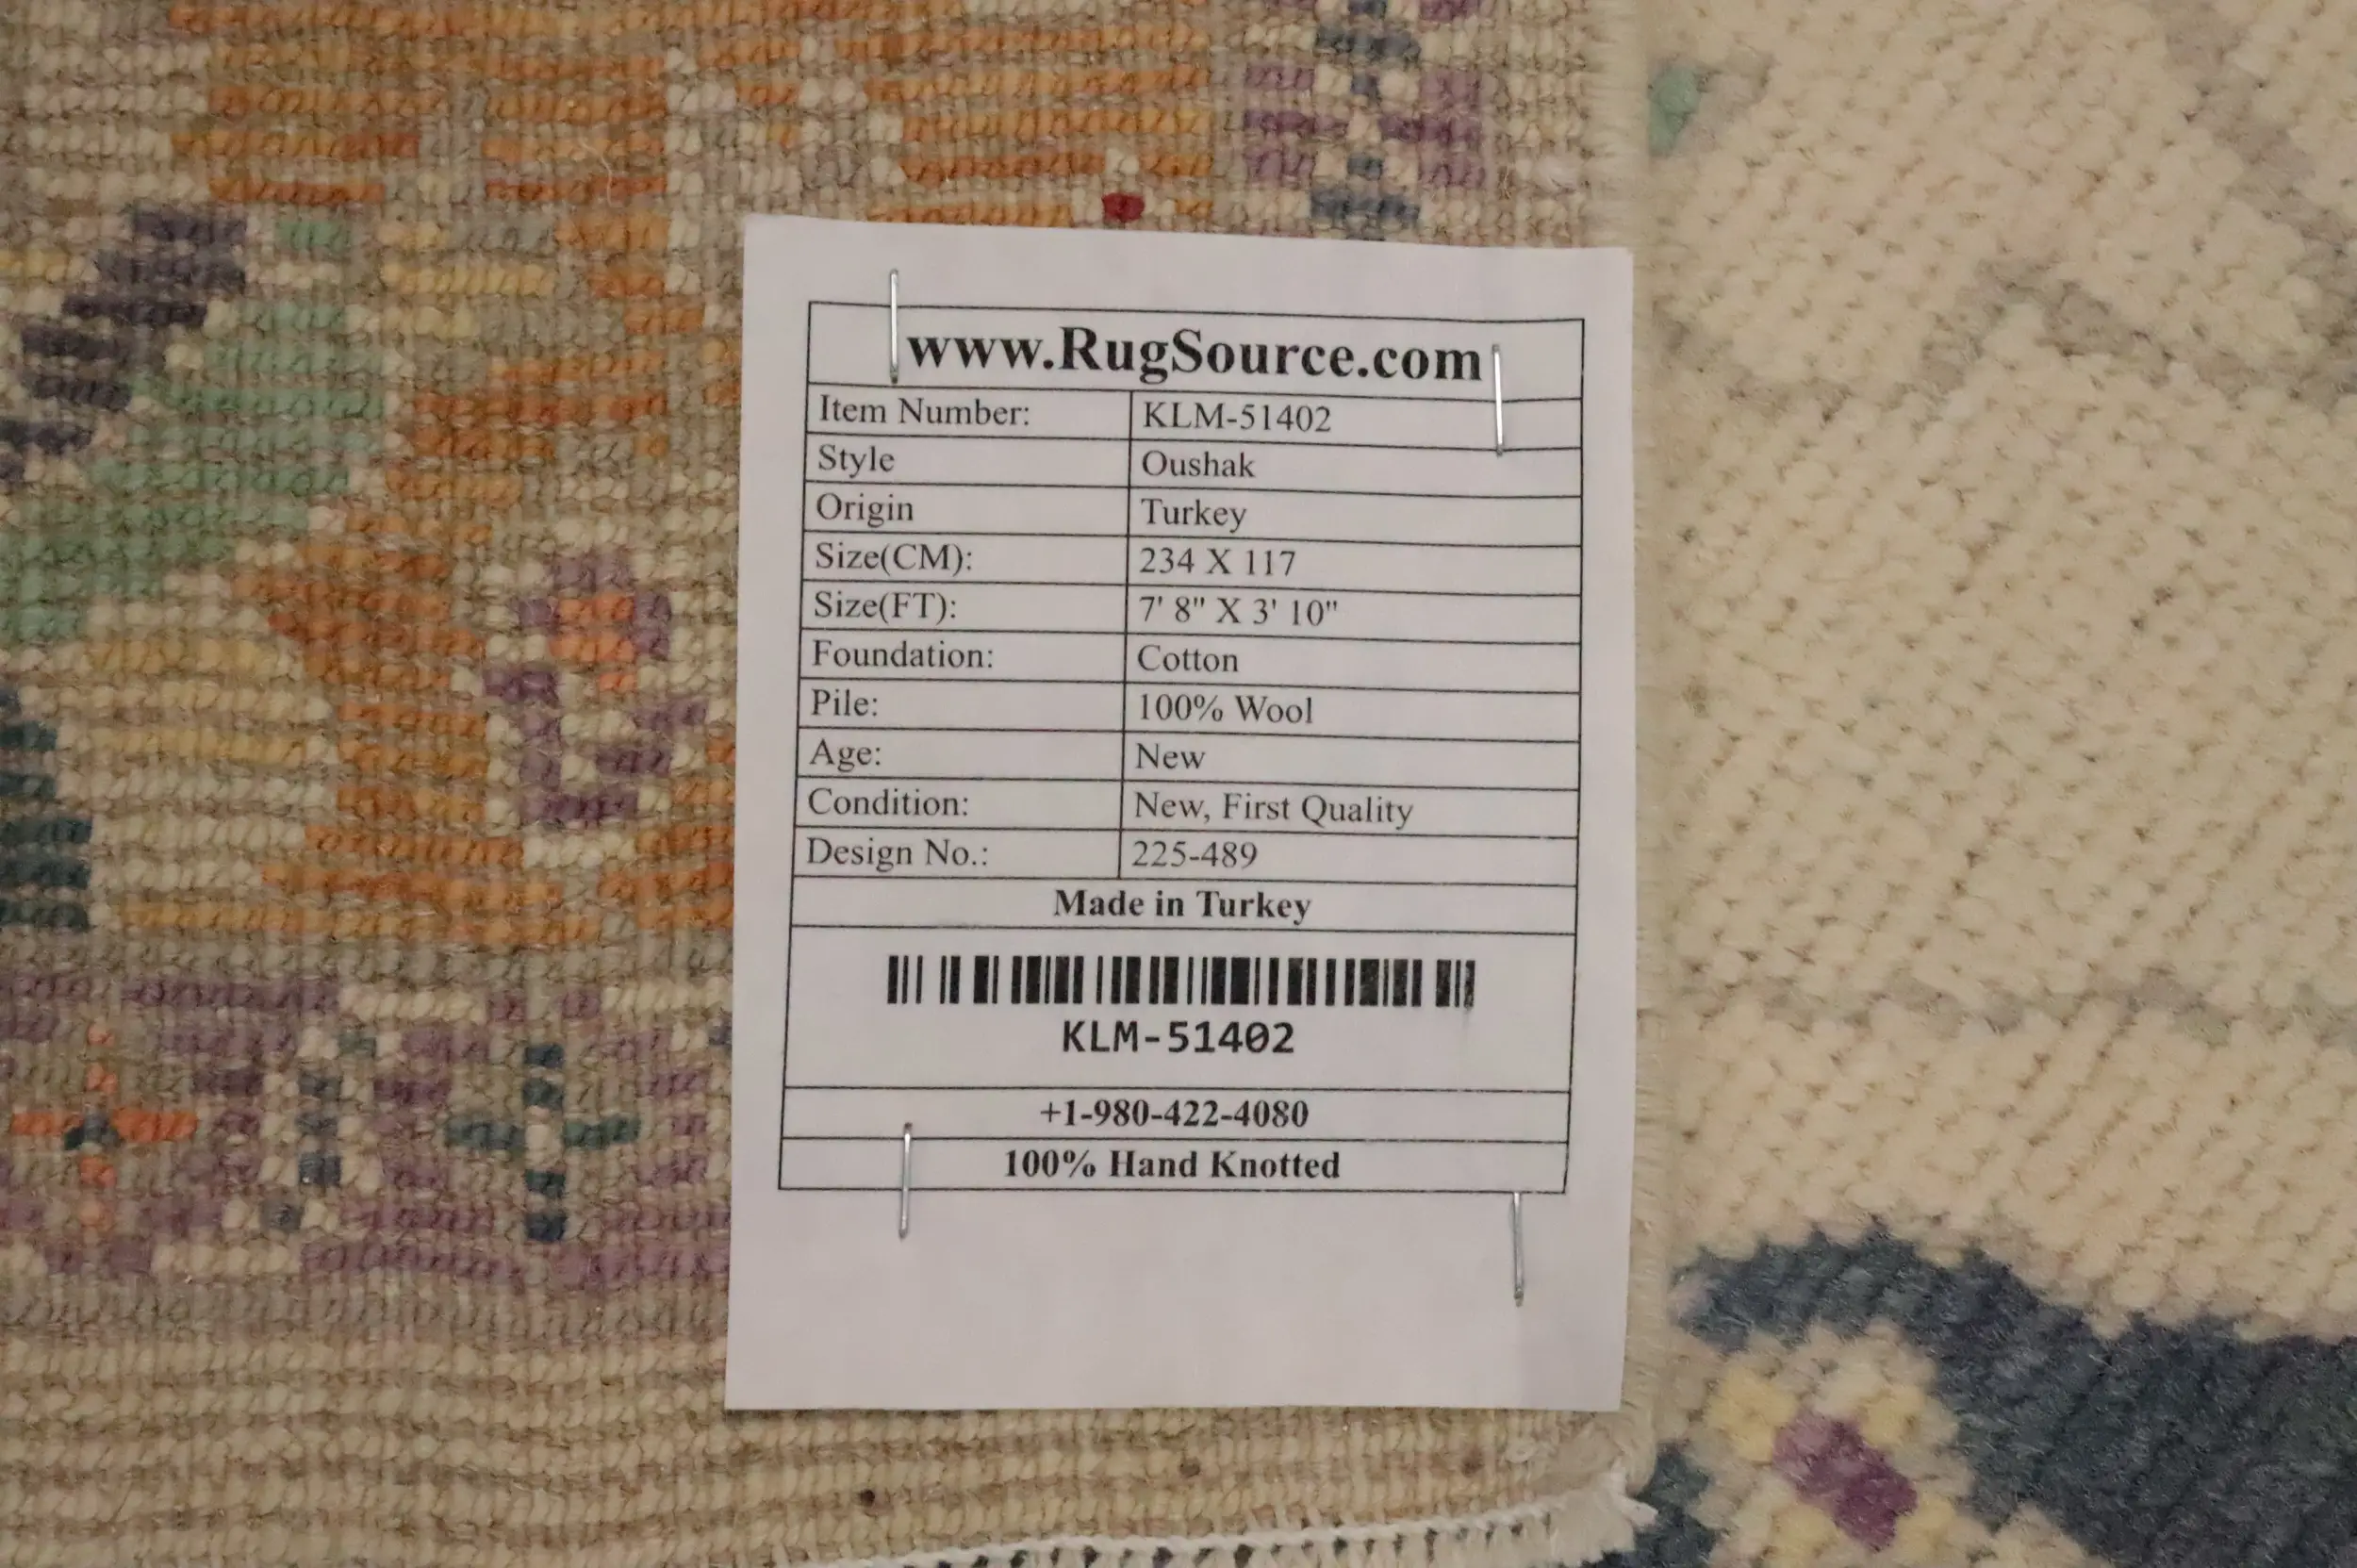 www.RugSource.com
Item Number: KLM-51402
Style Oushak
Origin Turkey
Size(CM): 234 X 117
Size(FT): 7' 8" X 3' 10"
Foundation: Cotton
Pile: 100% Wool
Age: New
Condition: New, First Quality
Design No.: 225-489
Made in Turkey
KLM-51402
+1-980-422-4080
100% Hand Knotted